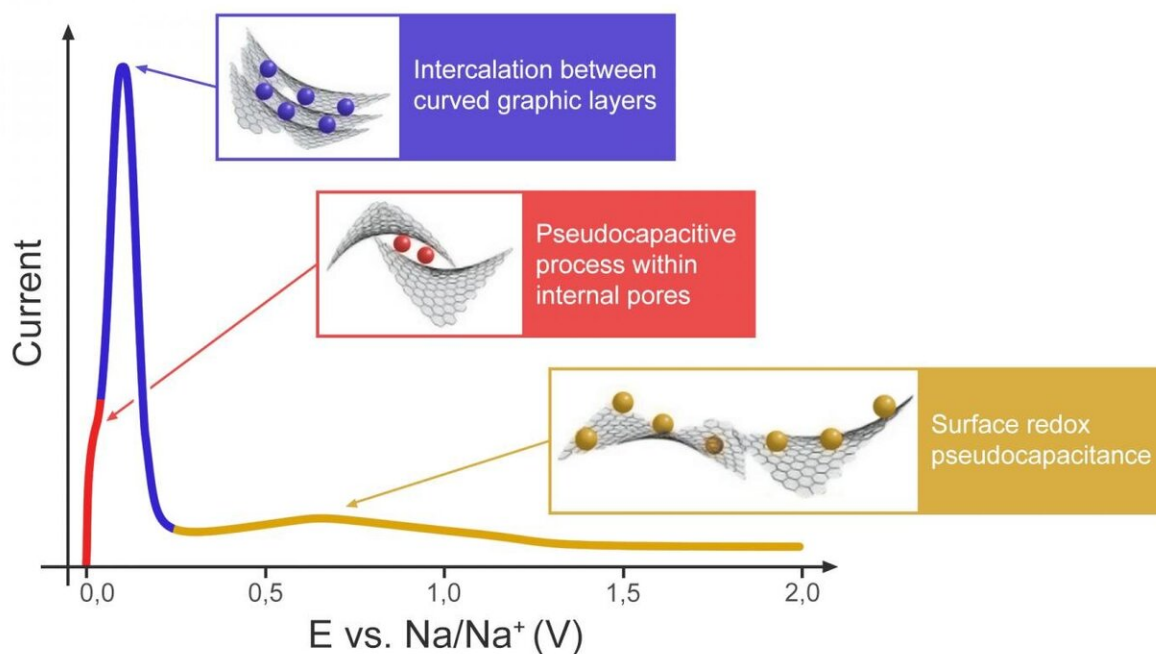 Intercalation between
curved graphic layers
Pseudocapacitive
process within
internal pores
Surface redox
pseudocapacitance
Current
0,0
0,5
1,0
1,5
2,0
E vs. Na/Na⁺ (V)